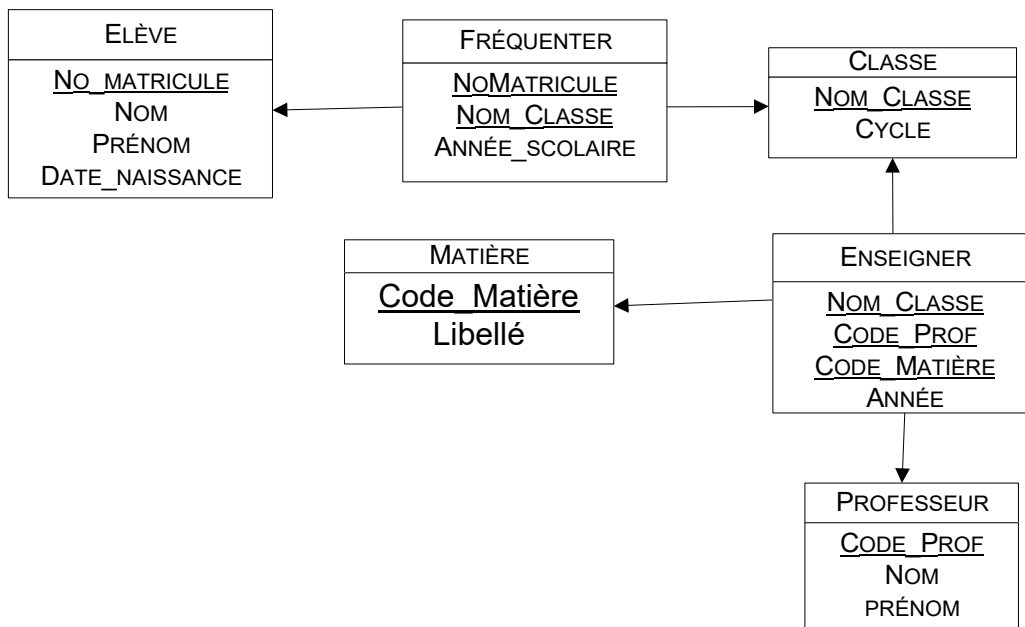 ELÈVE
NO_MATRICULE
NOM
PRÉNOM
DATE_NAISSANCE
FRÉQUENTER
NOMATRICULE
NOM_CLASSE
ANNÉE_SCOLAIRE
CLASSE
NOM_CLASSE
CYCLE
MATIÈRE
Code_Matière
Libellé
ENSEIGNER
NOM_CLASSE
CODE_PROF
CODE_MATIÈRE
ANNÉE
PROFESSEUR
CODE_PROF
NOM
PRÉNOM